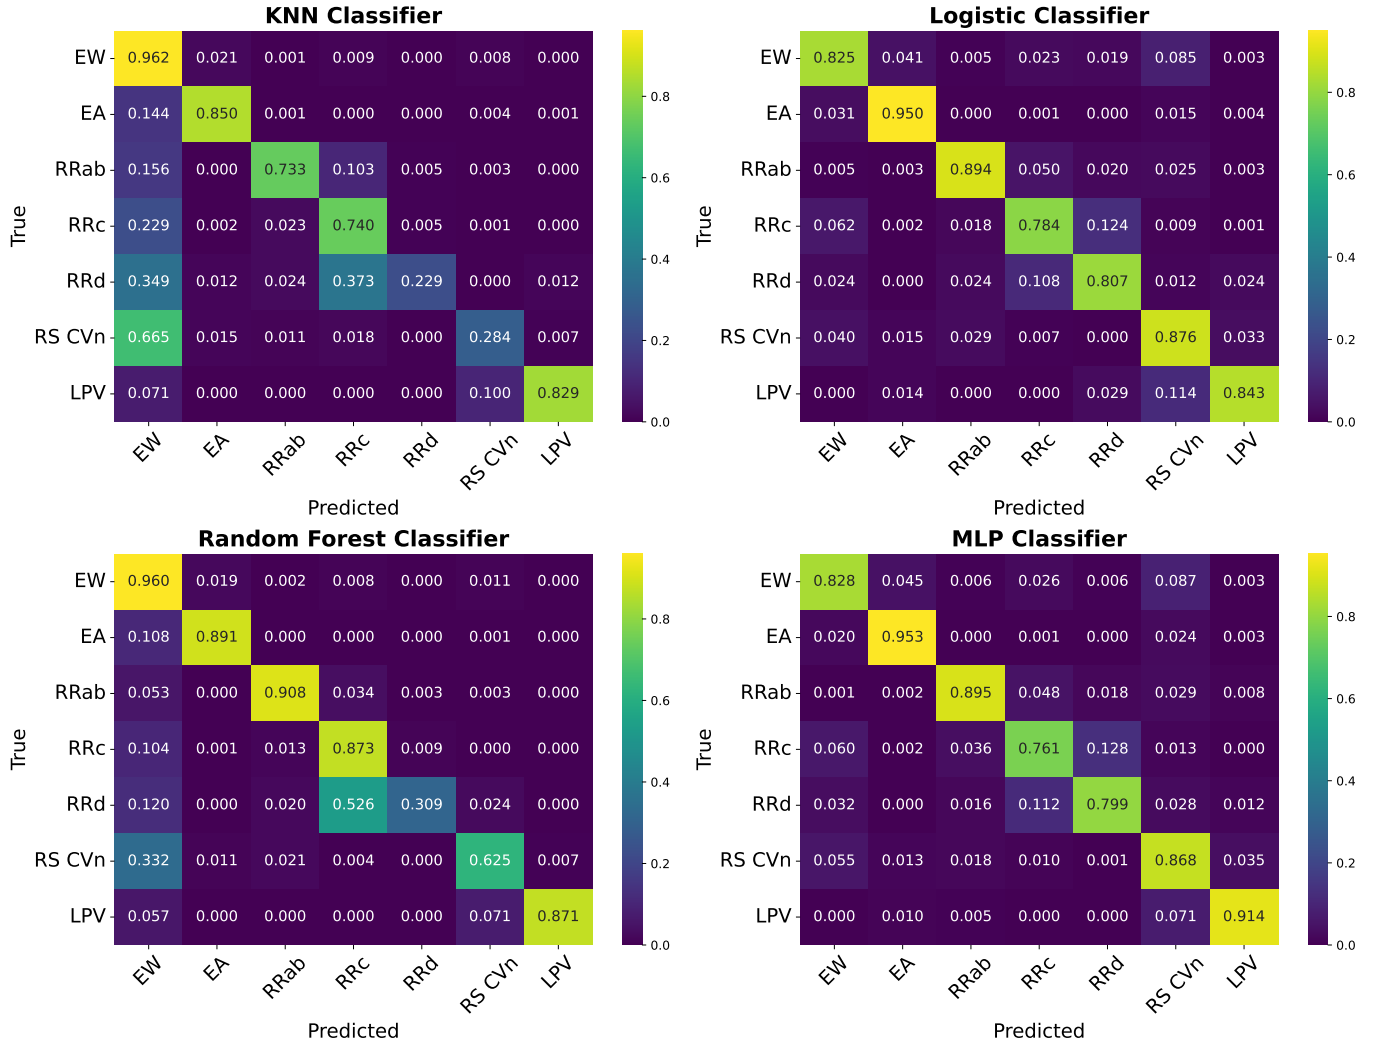 KNN Classifier
EW 0.962 0.021 0.001 0.009 0.000 0.008 0.000
EA 0.144 0.850 0.001 0.000 0.000 0.004 0.001
RRab 0.156 0.000 0.733 0.103 0.005 0.003 0.000
RRc 0.229 0.002 0.023 0.740 0.005 0.001 0.000
RRd 0.349 0.012 0.024 0.373 0.229 0.000 0.012
RS CVn 0.665 0.015 0.011 0.018 0.000 0.284 0.007
LPV 0.071 0.000 0.000 0.000 0.000 0.100 0.829
True
EW EA RRab RRc RRd RS CVn LPV
Predicted
0.8
0.6
0.4
0.2
0.0
Logistic Classifier
EW 0.825 0.041 0.005 0.023 0.019 0.085 0.003
EA 0.031 0.950 0.000 0.001 0.000 0.015 0.004
RRab 0.005 0.003 0.894 0.050 0.020 0.025 0.003
RRc 0.062 0.002 0.018 0.784 0.124 0.009 0.001
RRd 0.024 0.000 0.024 0.108 0.807 0.012 0.024
RS CVn 0.040 0.015 0.029 0.007 0.000 0.876 0.033
LPV 0.000 0.014 0.000 0.000 0.029 0.114 0.843
True
EW EA RRab RRc RRd RS CVn LPV
Predicted
0.8
0.6
0.4
0.2
0.0
Random Forest Classifier
EW 0.960 0.019 0.002 0.008 0.000 0.011 0.000
EA 0.108 0.891 0.000 0.000 0.000 0.001 0.000
RRab 0.053 0.000 0.908 0.034 0.003 0.003 0.000
RRc 0.104 0.001 0.013 0.873 0.009 0.000 0.000
RRd 0.120 0.000 0.020 0.526 0.309 0.024 0.000
RS CVn 0.332 0.011 0.021 0.004 0.000 0.625 0.007
LPV 0.057 0.000 0.000 0.000 0.000 0.071 0.871
True
EW EA RRab RRc RRd RS CVn LPV
Predicted
0.8
0.6
0.4
0.2
0.0
MLP Classifier
EW 0.828 0.045 0.006 0.026 0.006 0.087 0.003
EA 0.020 0.953 0.000 0.001 0.000 0.024 0.003
RRab 0.001 0.002 0.895 0.048 0.018 0.029 0.008
RRc 0.060 0.002 0.036 0.761 0.128 0.013 0.000
RRd 0.032 0.000 0.016 0.112 0.799 0.028 0.012
RS CVn 0.055 0.013 0.018 0.010 0.001 0.868 0.035
LPV 0.000 0.010 0.005 0.000 0.000 0.071 0.914
True
EW EA RRab RRc RRd RS CVn LPV
Predicted
0.8
0.6
0.4
0.2
0.0